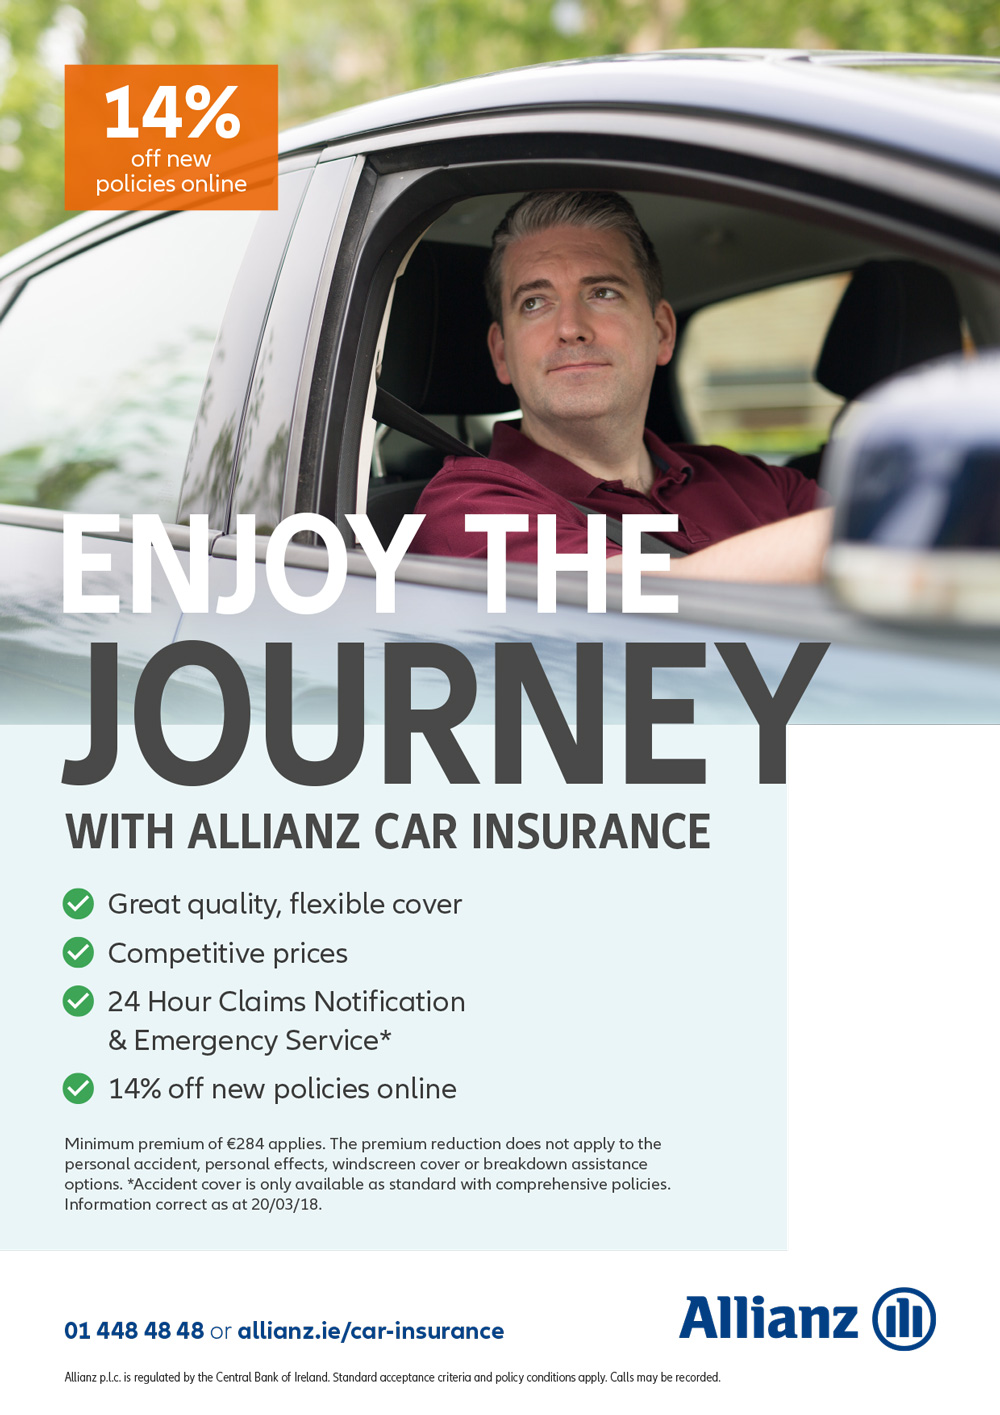 14%
off new
policies online
ENJOY THE
JOURNEY
WITH ALLIANZ CAR INSURANCE
Great quality, flexible cover
Competitive prices
24 Hour Claims Notification
& Emergency Service*
14% off new policies online
Minimum premium of €284 applies. The premium reduction does not apply to the
personal accident, personal effects, windscreen cover or breakdown assistance
options. *Accident cover is only available as standard with comprehensive policies.
Information correct as at 20/03/18.
01 448 48 48 or allianz.ie/car-insurance
Allianz
Allianz p.l.c. is regulated by the Central Bank of Ireland. Standard acceptance criteria and policy conditions apply. Calls may be recorded.